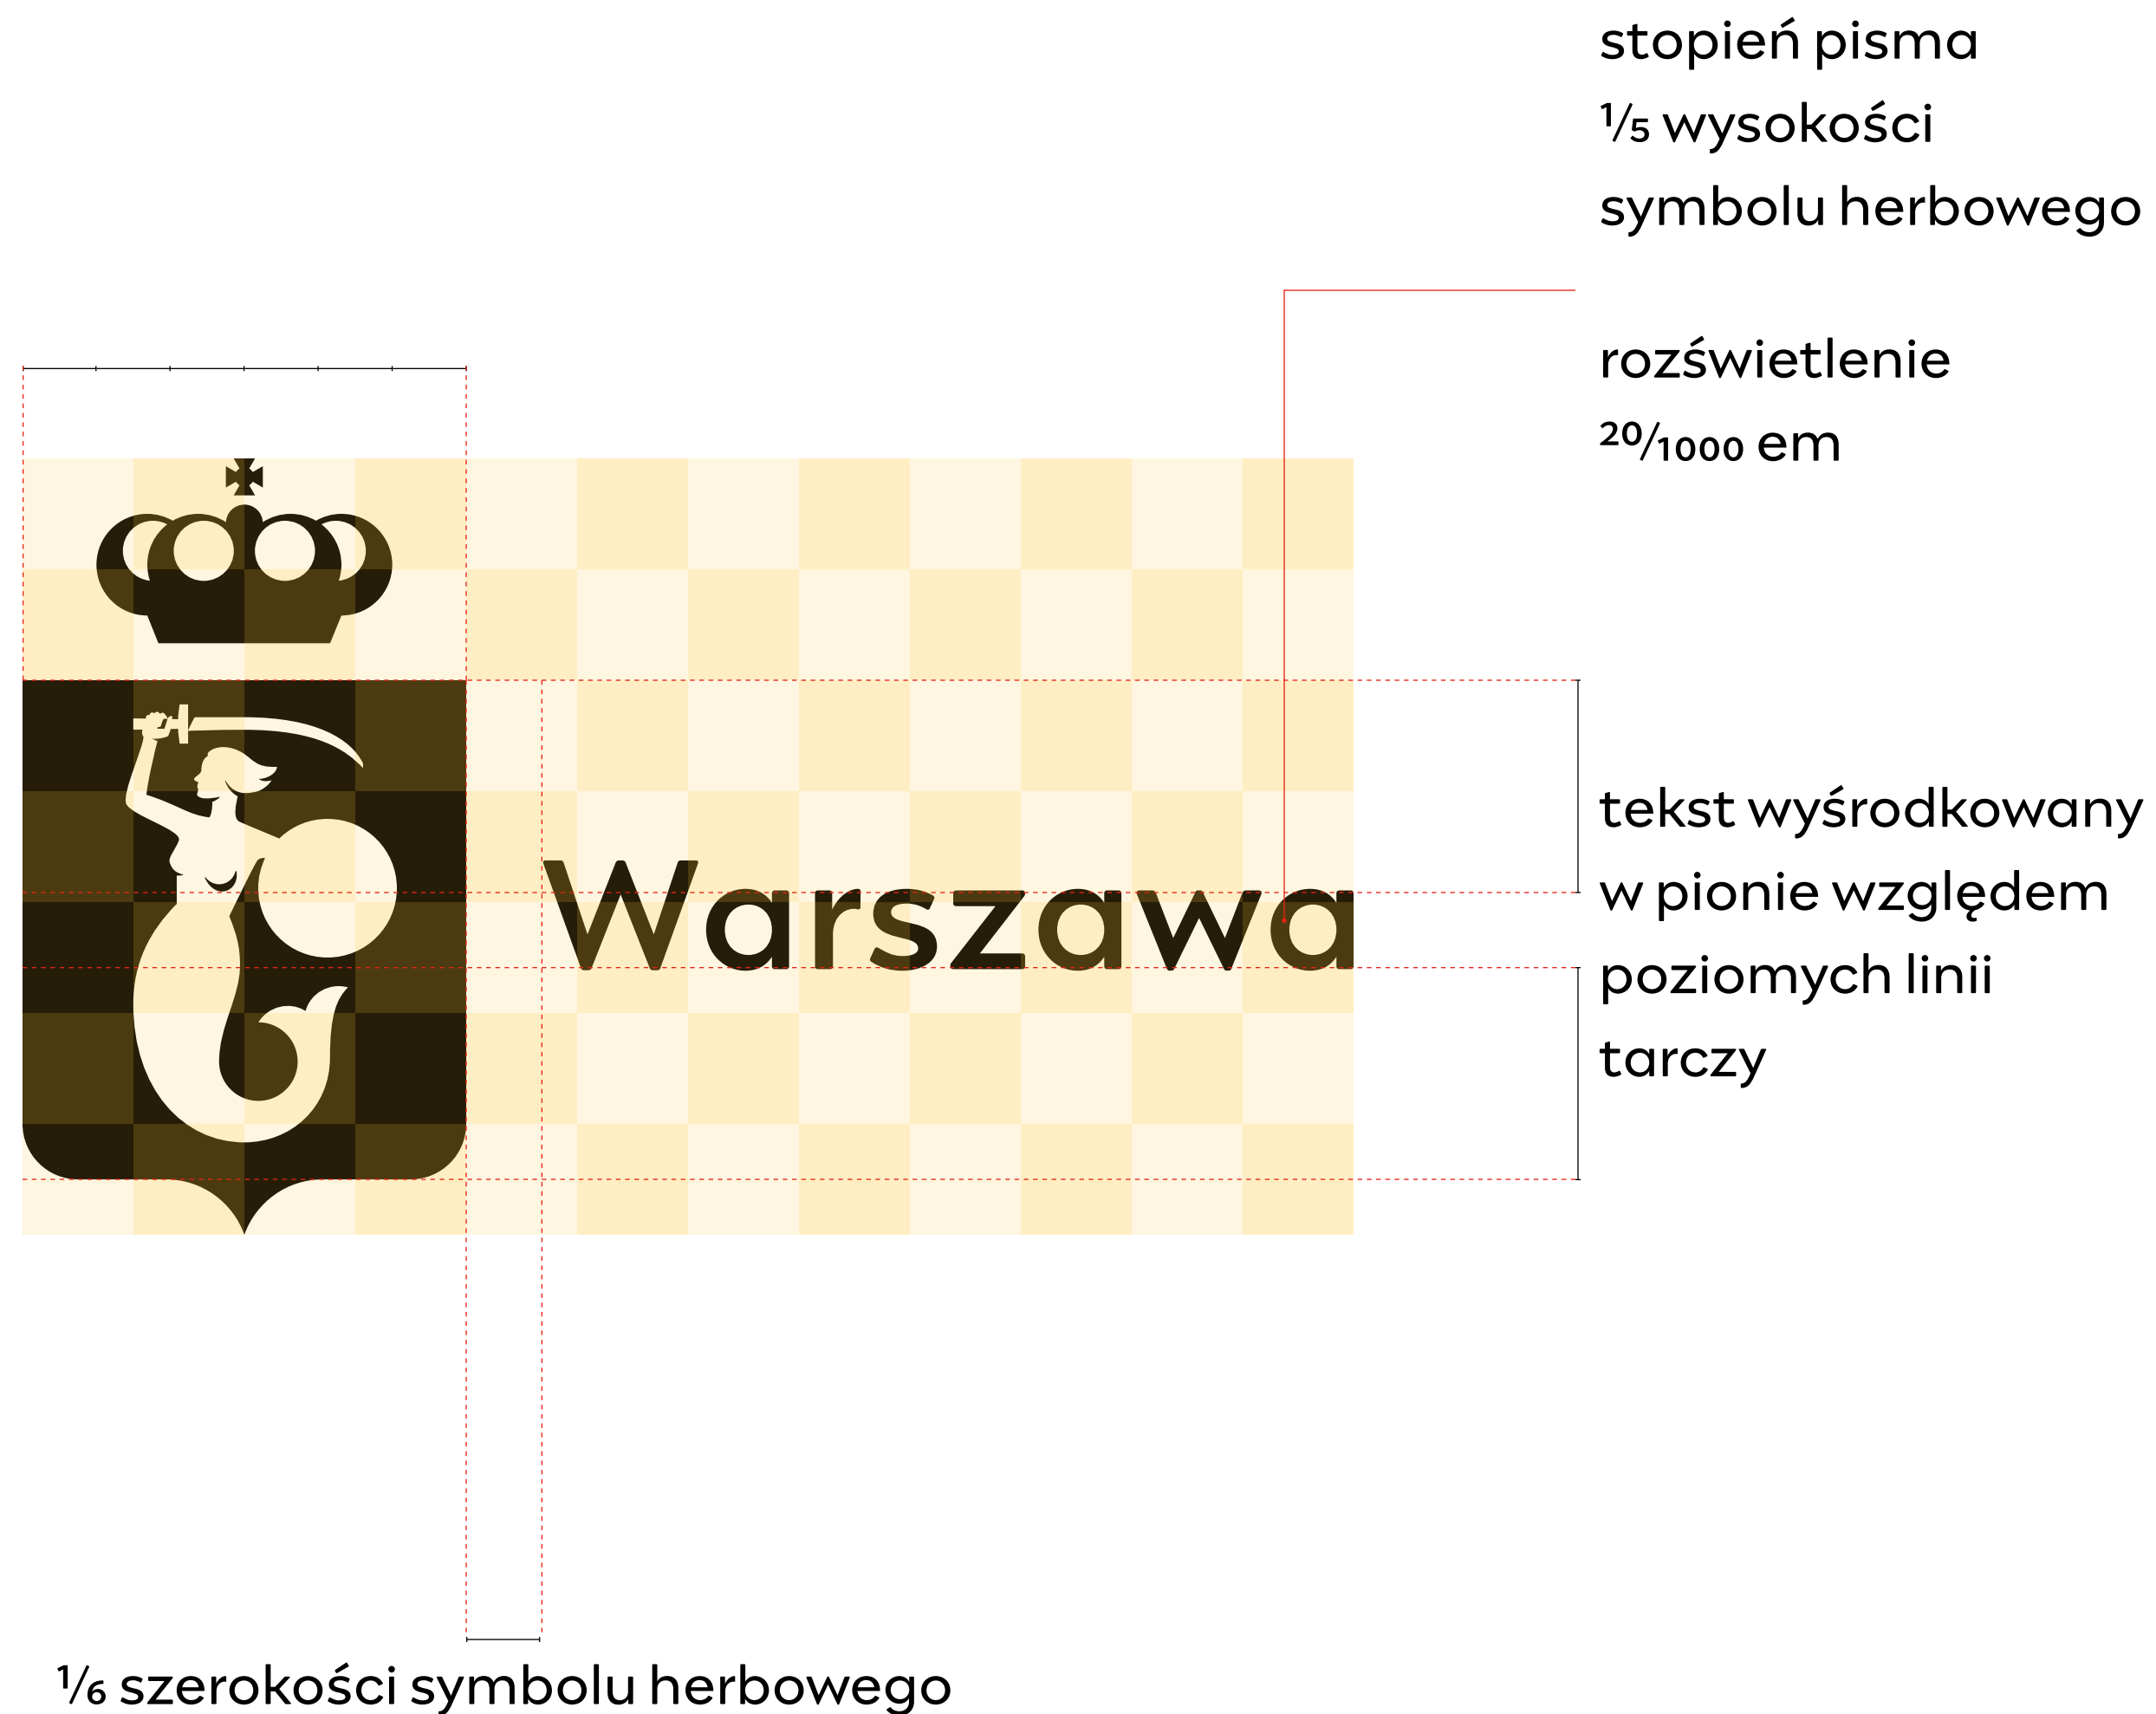 stopień pisma
⅕ wysokości
symbolu herbowego
rozświetlenie
²⁰⁄₁₀₀₀ em
Warszawa
tekst wyśrodkowany
w pionie względem
poziomych linii
tarczy
⅙ szerokości symbolu herbowego